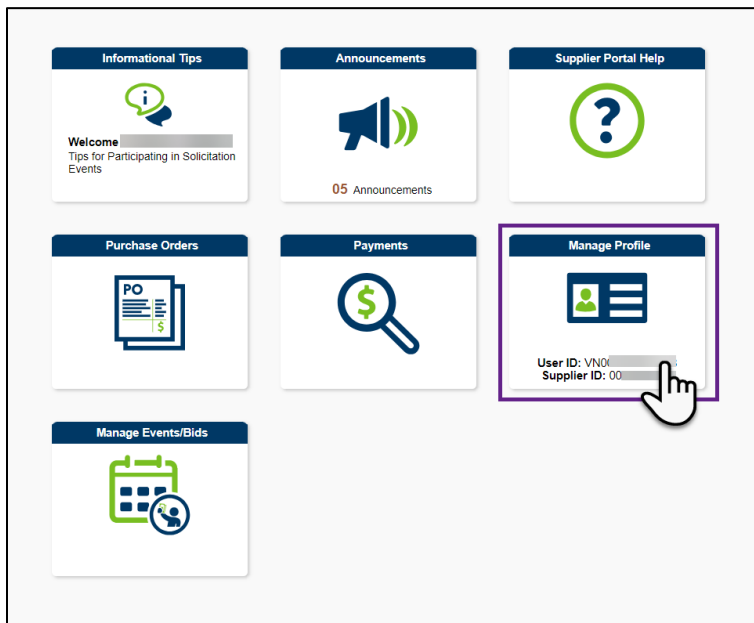 Informational Tips
Welcome
Tips for Participating in Solicitation
Events
Announcements
05 Announcements
Supplier Portal Help
?
Purchase Orders
PO
$
Payments
$
Manage Profile
User ID: VN0
Supplier ID: 00
Manage Events/Bids